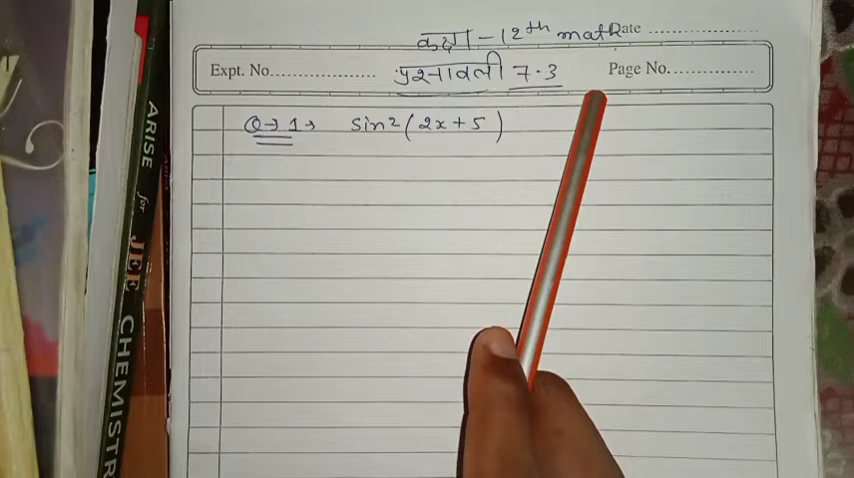 कक्षा - 12th math Date
Expt. No. प्रश्नावली 7.3 Page No.
Q→1→ sin²(2x+5)
ARISE for JEE CHEMISTR